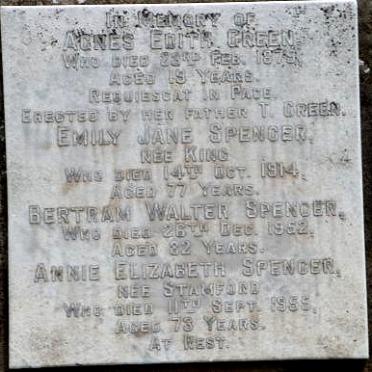 IN MEMORY OF
AGNES EDITH GREEN,
WHO DIED 23RD FEB. 1875,
AGED 19 YEARS.
REQUIESCAT IN PACE
ERECTED BY HER FATHER T. GREEN.
EMILY JANE SPENCER,
NÉE KING
WHO DIED 14TH OCT. 1914,
AGED 77 YEARS.
BERTRAM WALTER SPENCER,
WHO DIED 26TH DEC. 1952,
AGED 82 YEARS.
ANNIE ELIZABETH SPENCER,
NÉE STAMFORD
WHO DIED 11TH SEPT. 1955,
AGED 73 YEARS.
AT REST.